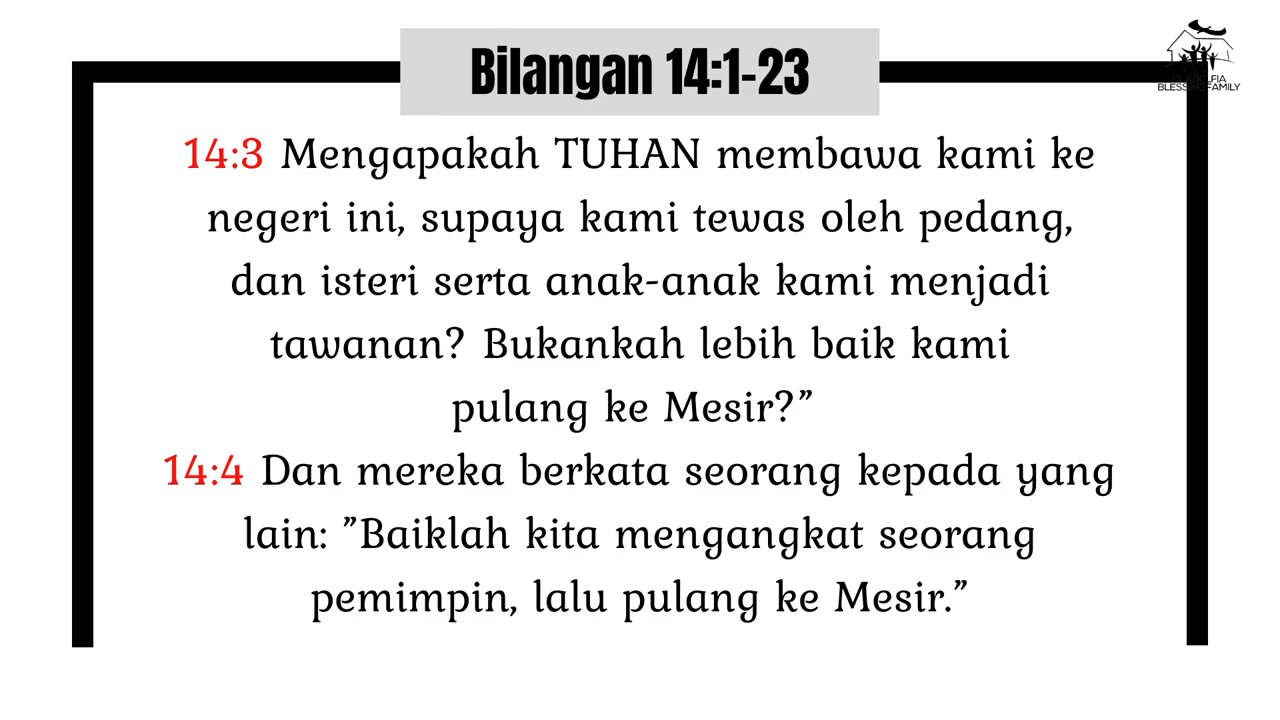 Bilangan 14:1-23
BLESSING FAMILY
14:3 Mengapakah TUHAN membawa kami ke
negeri ini, supaya kami tewas oleh pedang,
dan isteri serta anak-anak kami menjadi
tawanan? Bukankah lebih baik kami
pulang ke Mesir?”
14:4 Dan mereka berkata seorang kepada yang
lain: ”Baiklah kita mengangkat seorang
pemimpin, lalu pulang ke Mesir.”